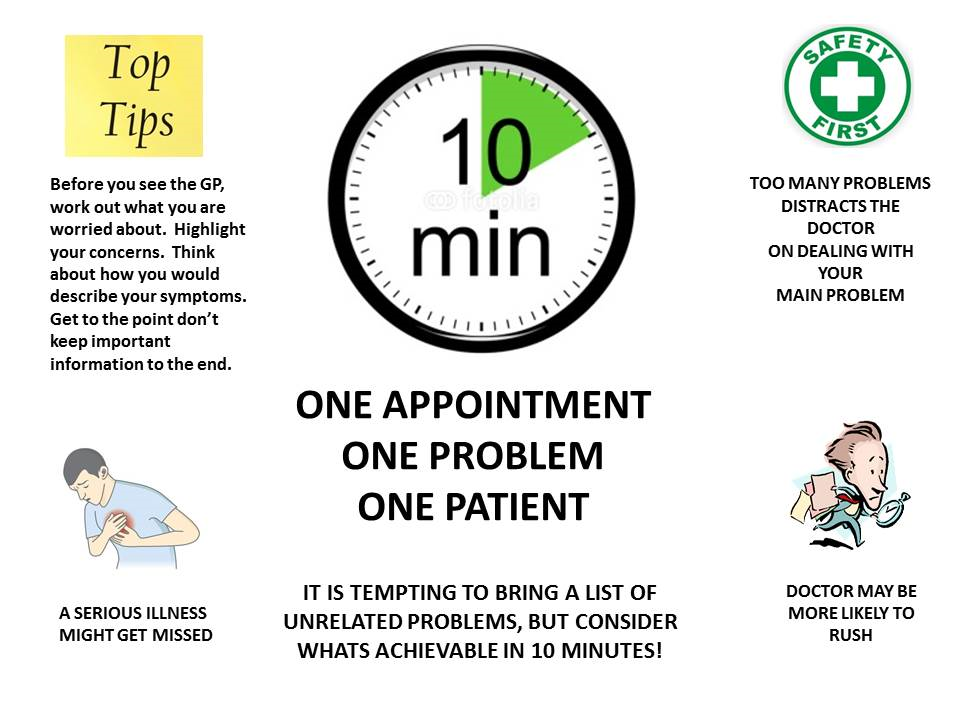 Top
Tips
Before you see the GP,
work out what you are
worried about.  Highlight
your concerns.  Think
about how you would
describe your symptoms.
Get to the point don’t
keep important
information to the end.
10
min
fotolia
SAFETY
FIRST
TOO MANY PROBLEMS
DISTRACTS THE
DOCTOR
ON DEALING WITH
YOUR
MAIN PROBLEM
ONE APPOINTMENT
ONE PROBLEM
ONE PATIENT
A SERIOUS ILLNESS
MIGHT GET MISSED
IT IS TEMPTING TO BRING A LIST OF
UNRELATED PROBLEMS, BUT CONSIDER
WHATS ACHIEVABLE IN 10 MINUTES!
DOCTOR MAY BE
MORE LIKELY TO
RUSH